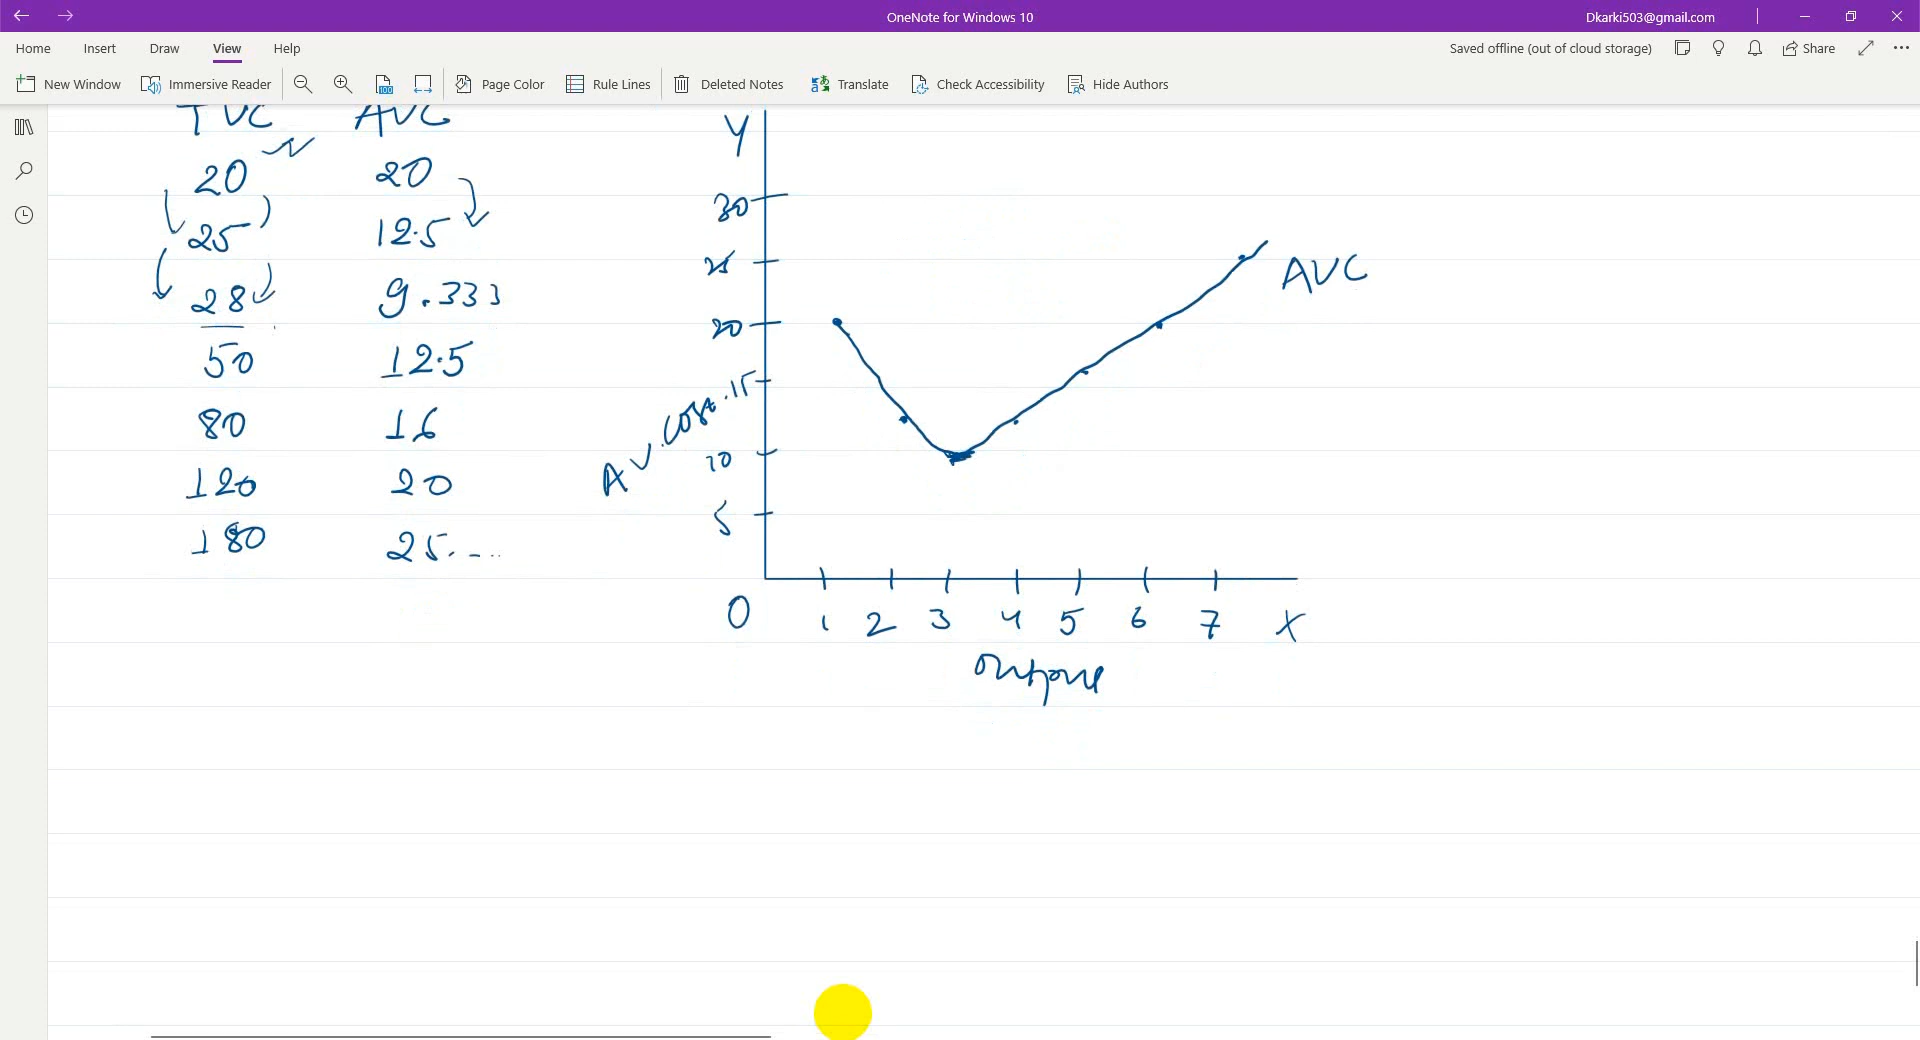 OneNote for Windows 10
Dkarki503@gmail.com
Home Insert Draw View Help
Saved offline (out of cloud storage) Share
New Window Immersive Reader 100 Page Color Rule Lines Deleted Notes Translate Check Accessibility Hide Authors
TVC AVC
20 20
25 12.5
28 9.333
50 12.5
80 16
120 20
180 25....
Y
30
25
20
15
10
5
AV. Cost
AVC
O 1 2 3 4 5 6 7 X
output